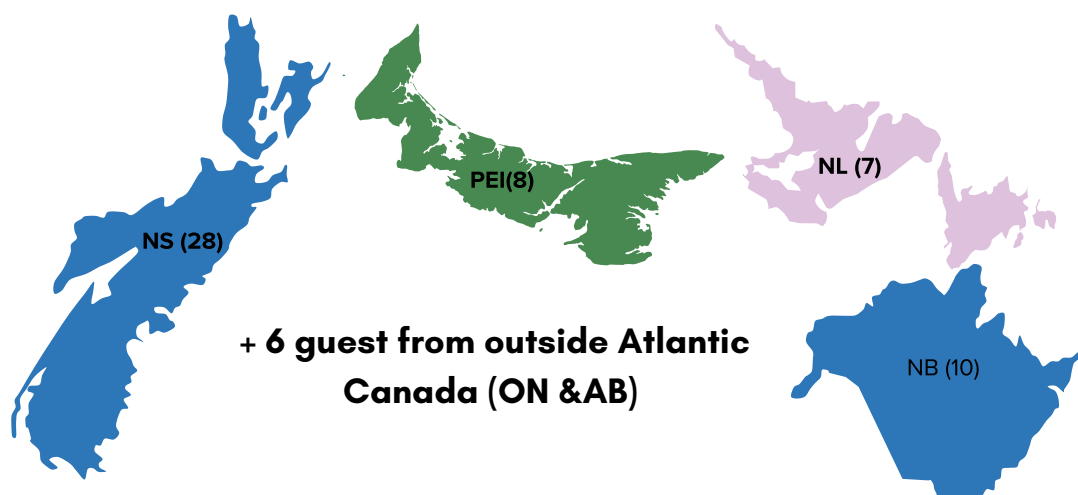 PEI(8)
NL (7)
NS (28)
+ 6 guest from outside Atlantic
Canada (ON &AB)
NB (10)